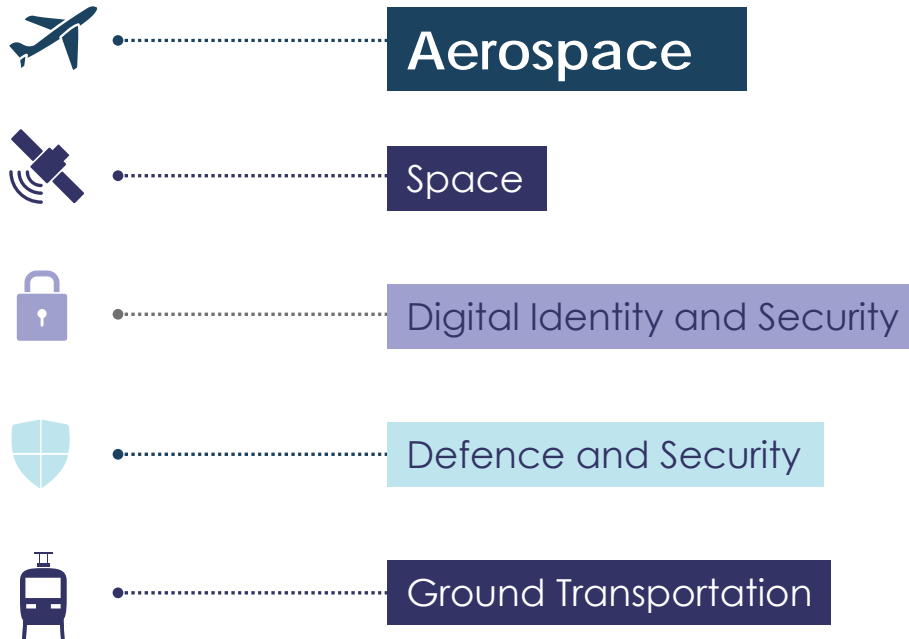 Aerospace
Space
Digital Identity and Security
Defence and Security
Ground Transportation